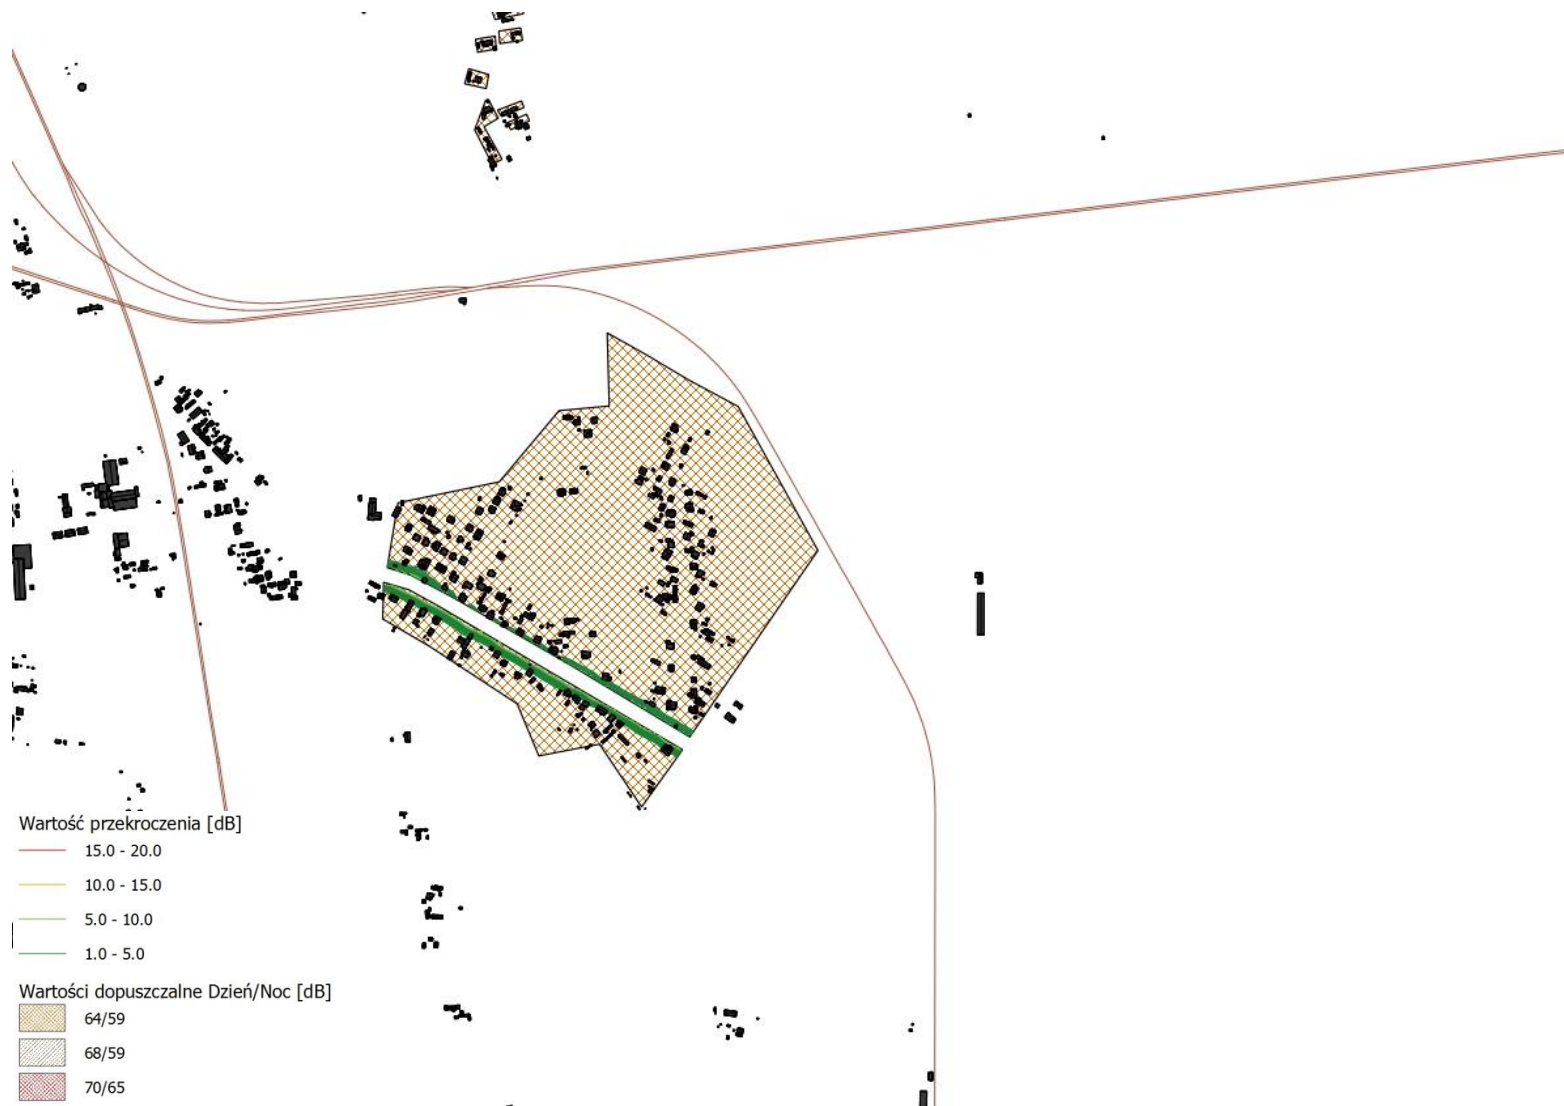 Wartość przekroczenia [dB]
15.0 - 20.0
10.0 - 15.0
5.0 - 10.0
1.0 - 5.0
Wartości dopuszczalne Dzień/Noc [dB]
64/59
68/59
70/65